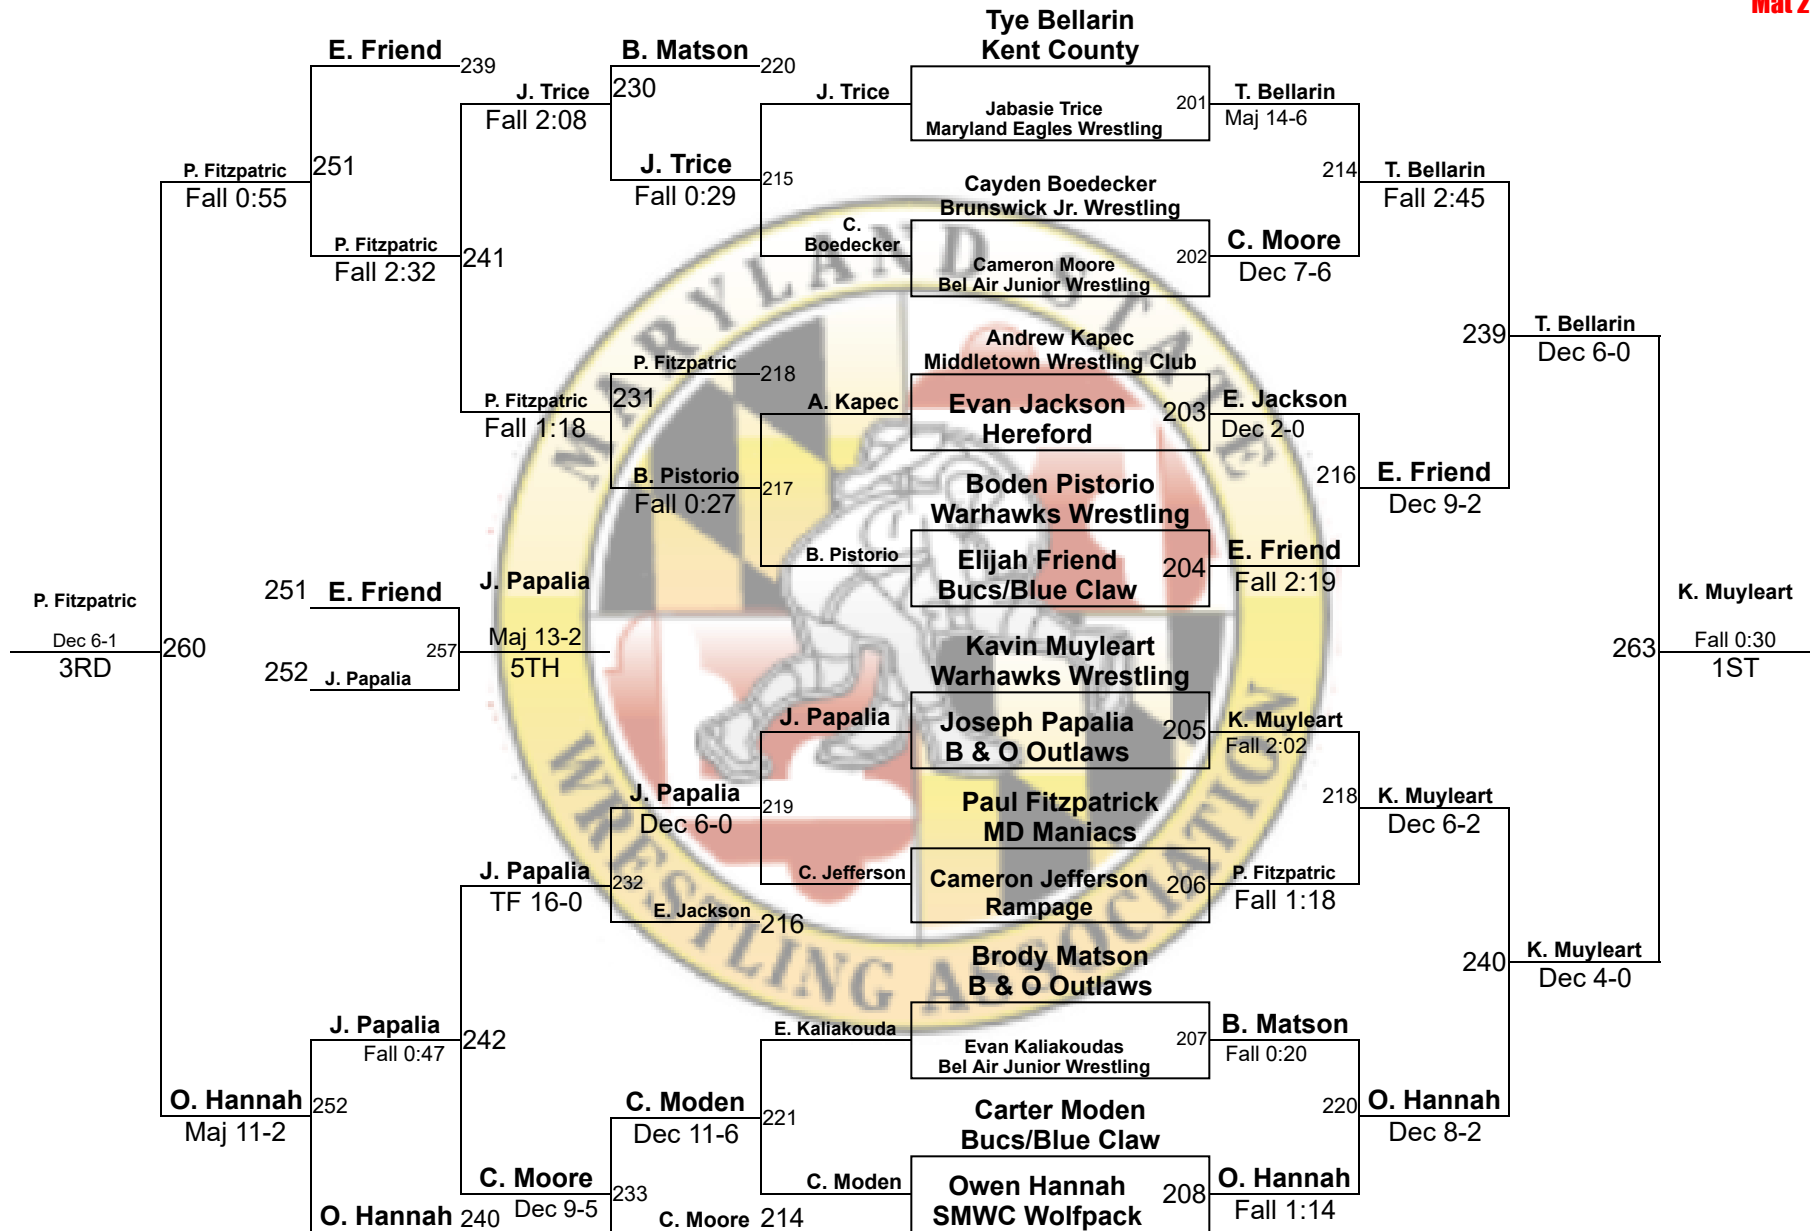 Mat 2
Tye Bellarin
Kent County
E. Friend
239
B. Matson
220
J. Trice
230
Fall 2:08
J. Trice
Jabasie Trice
Maryland Eagles Wrestling
201
T. Bellarin
Maj 14-6
P. Fitzpatric
251
Fall 0:55
J. Trice
215
Fall 0:29
Cayden Boedecker
Brunswick Jr. Wrestling
214
T. Bellarin
Fall 2:45
P. Fitzpatric
241
Fall 2:32
C.
Boedecker
Cameron Moore
Bel Air Junior Wrestling
202
C. Moore
Dec 7-6
MARYLAND STATE
WRESTLING ASSOCIATION
239
T. Bellarin
Dec 6-0
Andrew Kapec
Middletown Wrestling Club
P. Fitzpatric
218
P. Fitzpatric
231
Fall 1:18
A. Kapec
Evan Jackson
Hereford
203
E. Jackson
Dec 2-0
B. Pistorio
217
Fall 0:27
Boden Pistorio
Warhawks Wrestling
216
E. Friend
Dec 9-2
B. Pistorio
Elijah Friend
Bucs/Blue Claw
204
E. Friend
Fall 2:19
P. Fitzpatric
Dec 6-1
260
3RD
251
E. Friend
J. Papalia
257
Maj 13-2
5TH
252
J. Papalia
K. Muyleart
263
Fall 0:30
1ST
Kavin Muyleart
Warhawks Wrestling
J. Papalia
Joseph Papalia
B & O Outlaws
205
K. Muyleart
Fall 2:02
J. Papalia
219
Dec 6-0
Paul Fitzpatrick
MD Maniacs
218
K. Muyleart
Dec 6-2
J. Papalia
232
TF 16-0
C. Jefferson
Cameron Jefferson
Rampage
206
P. Fitzpatric
Fall 1:18
E. Jackson
216
Brody Matson
B & O Outlaws
240
K. Muyleart
Dec 4-0
J. Papalia
242
Fall 0:47
E. Kaliakouda
Evan Kaliakoudas
Bel Air Junior Wrestling
207
B. Matson
Fall 0:20
O. Hannah
252
Maj 11-2
C. Moden
221
Dec 11-6
Carter Moden
Bucs/Blue Claw
220
O. Hannah
Dec 8-2
C. Moore
233
Dec 9-5
C. Moden
Owen Hannah
SMWC Wolfpack
208
O. Hannah
Fall 1:14
O. Hannah
240
C. Moore
214